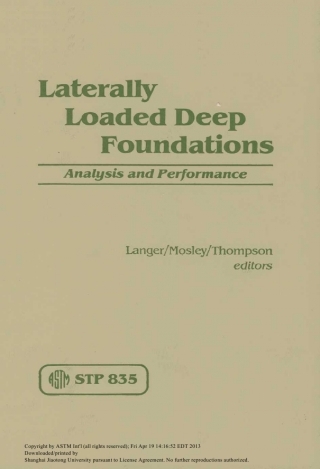 Laterally
Loaded Deep
Foundations
Analysis and Performance
Langer/Mosley/Thompson
editors
ASTM STP 835
Copyright by ASTM Int'l (all rights reserved); Fri Apr 19 14:16:52 EDT 2013
Downloaded/printed by
Shanghai Jiaotong University pursuant to License Agreement. No further reproductions authorized.